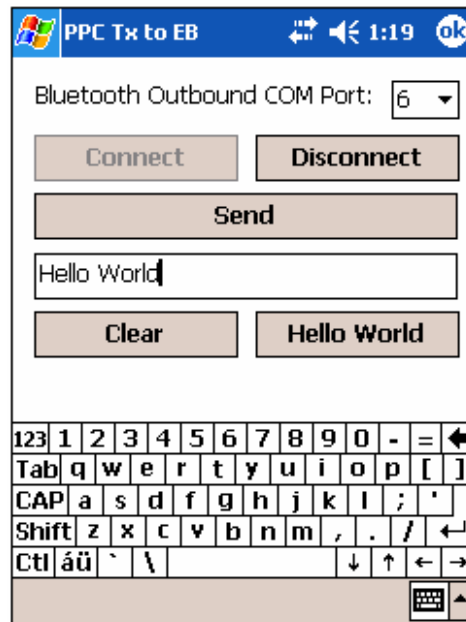 PPC Tx to EB 1:19 ok
Bluetooth Outbound COM Port: 6
Connect Disconnect
Send
Hello World
Clear Hello World
123 1 2 3 4 5 6 7 8 9 0 - =
Tab q w e r t y u i o p [ ]
CAP a s d f g h j k l ; '
Shift z x c v b n m , . /
Ctl áü ` \ ↓ ↑ ← →